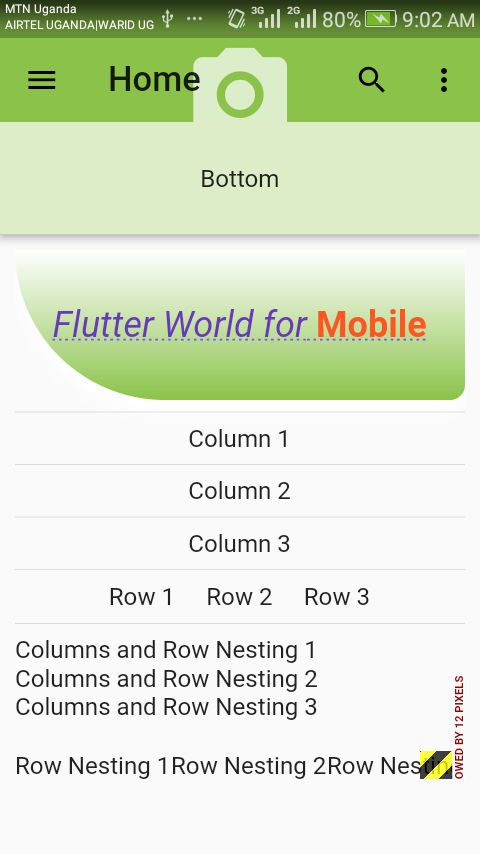 MTN Uganda
AIRTEL UGANDA|WARID UG 3G 2G 80% 9:02 AM
Home
Bottom
Flutter World for Mobile
Column 1
Column 2
Column 3
Row 1 Row 2 Row 3
Columns and Row Nesting 1
Columns and Row Nesting 2
Columns and Row Nesting 3
Row Nesting 1Row Nesting 2Row Nestin
OWED BY 12 PIXELS